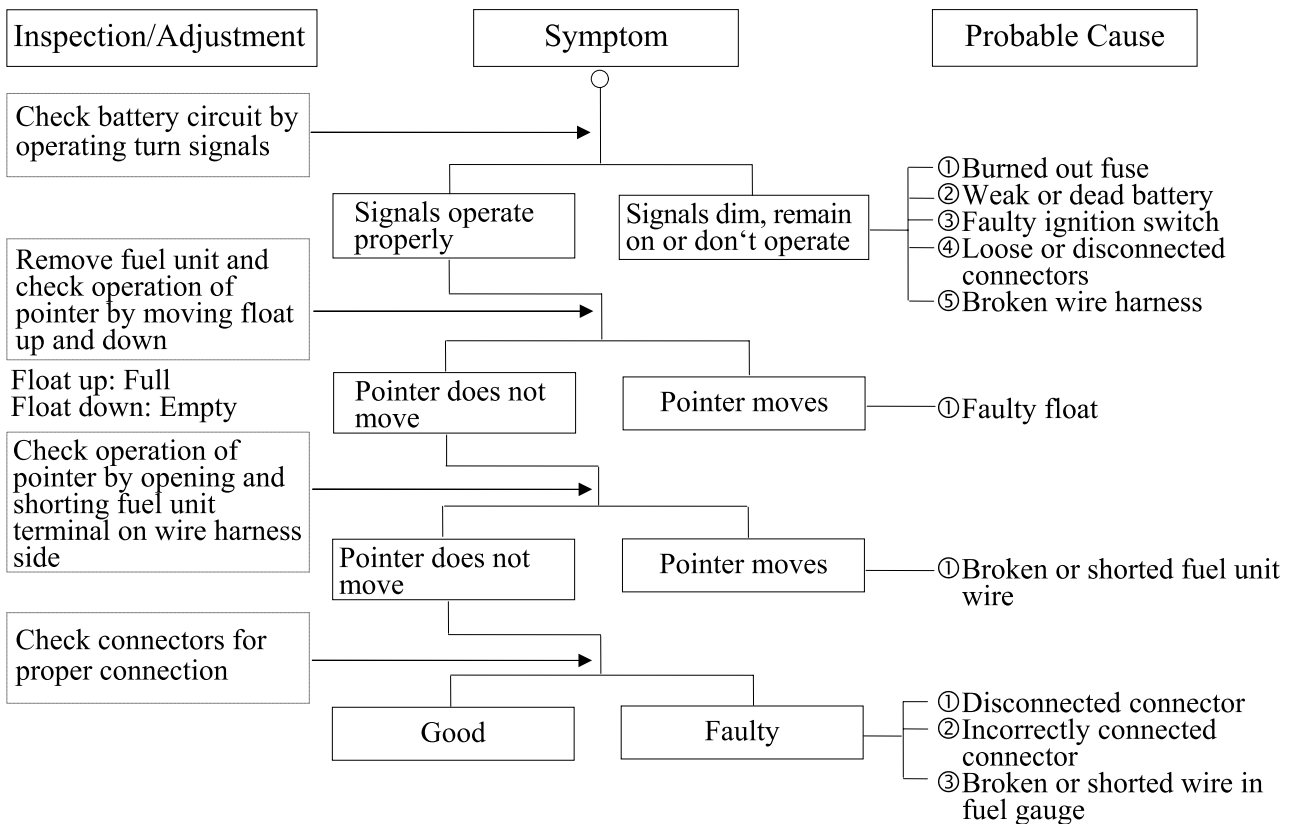 Inspection/Adjustment
Symptom
Probable Cause
Check battery circuit by
operating turn signals
Signals operate
properly
Signals dim, remain
on or don‘t operate
①Burned out fuse
②Weak or dead battery
③Faulty ignition switch
④Loose or disconnected
connectors
⑤Broken wire harness
Remove fuel unit and
check operation of
pointer by moving float
up and down
Float up: Full
Float down: Empty
Pointer does not
move
Pointer moves
①Faulty float
Check operation of
pointer by opening and
shorting fuel unit
terminal on wire harness
side
Pointer does not
move
Pointer moves
①Broken or shorted fuel unit
wire
Check connectors for
proper connection
Good
Faulty
①Disconnected connector
②Incorrectly connected
connector
③Broken or shorted wire in
fuel gauge